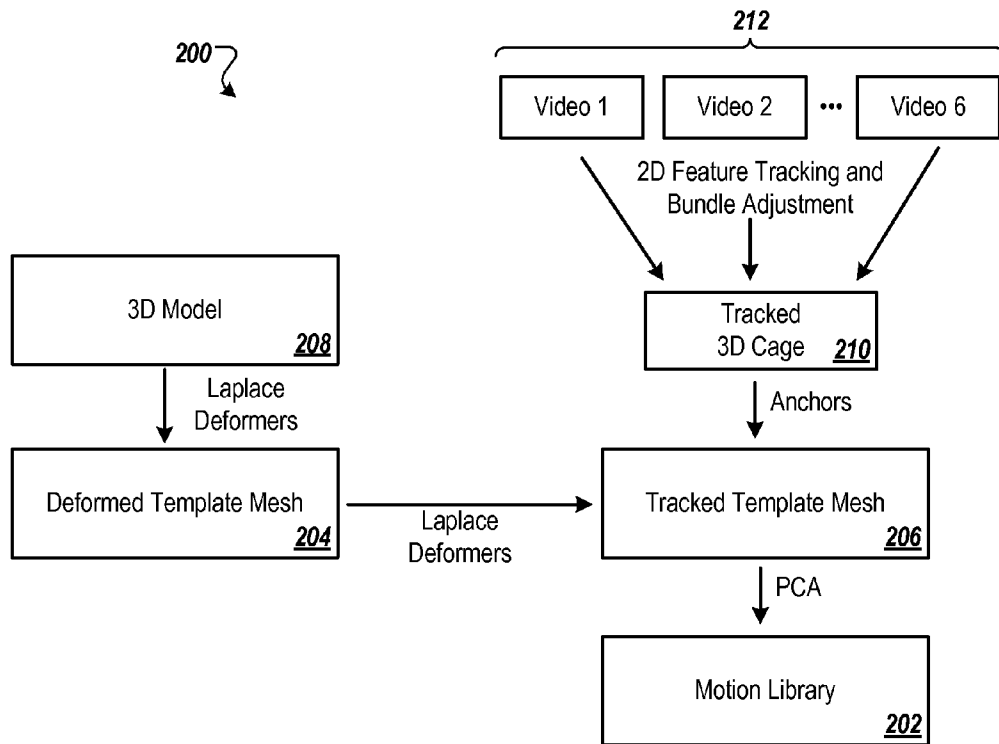 212
200
Video 1
Video 2
...
Video 6
2D Feature Tracking and
Bundle Adjustment
3D Model
208
Tracked
3D Cage
210
Laplace
Deformers
Anchors
Deformed Template Mesh
204
Laplace
Deformers
Tracked Template Mesh
206
PCA
Motion Library
202